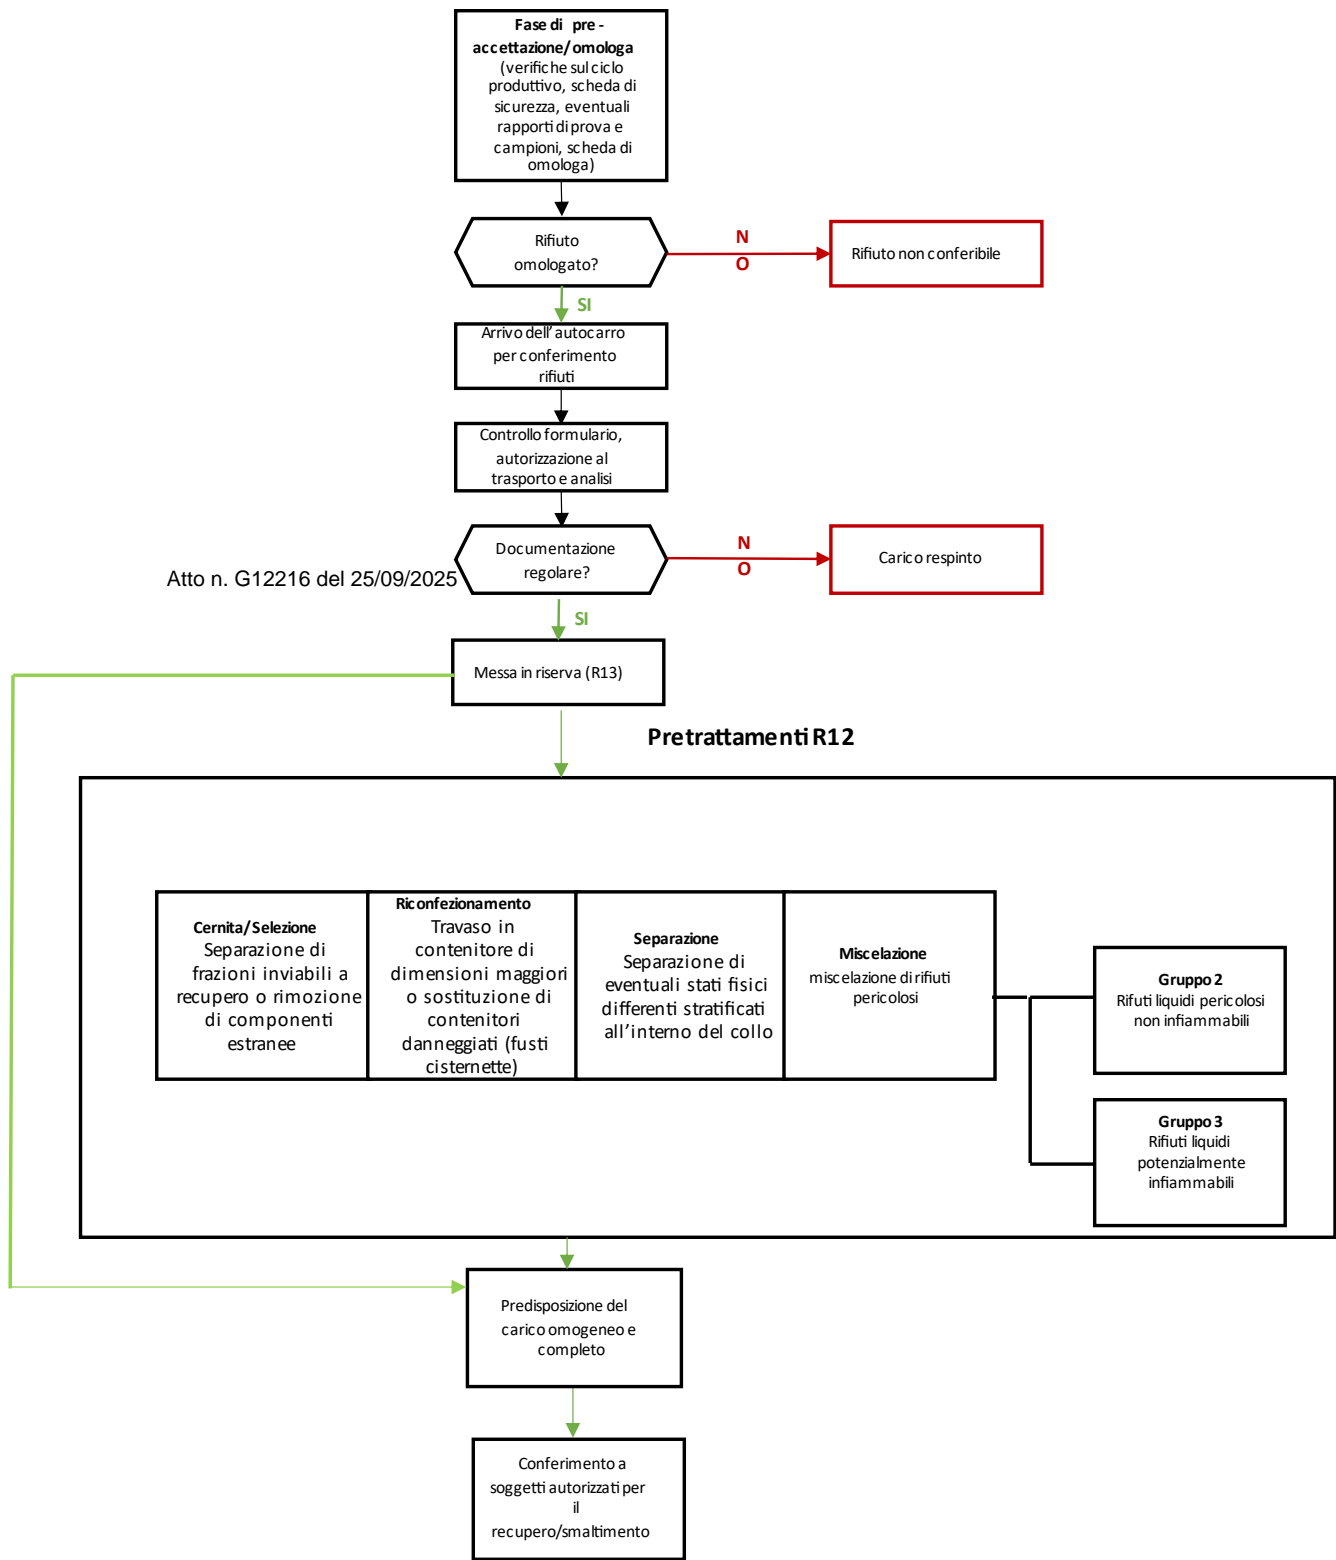 Fase di pre -
accettazione/omologa
(verifiche sul ciclo
produttivo, scheda di
sicurezza, eventuali
rapporti di prova e
campioni, scheda di
omologa)
Rifiuto
omologato?
N
O
Rifiuto non conferibile
SI
Arrivo dell'autocarro
per conferimento
rifiuti
Controllo formulario,
autorizzazione al
trasporto e analisi
Documentazione
regolare?
N
O
Carico respinto
Atto n. G12216 del 25/09/2025
SI
Messa in riserva (R13)
Pretrattamenti R12
Cernita/Selezione
Separazione di
frazioni inviabili a
recupero o rimozione
di componenti
estranee
Riconfezionamento
Travaso in
contenitore di
dimensioni maggiori
o sostituzione di
contenitori
danneggiati (fusti
cisternette)
Separazione
Separazione di
eventuali stati fisici
differenti stratificati
all'interno del collo
Miscelazione
miscelazione di rifiuti
pericolosi
Gruppo 2
Rifuti liquidi pericolosi
non infiammabili
Gruppo 3
Rifiuti liquidi
potenzialmente
infiammabili
Predisposizione del
carico omogeneo e
completo
Conferimento a
soggetti autorizzati per
il
recupero/smaltimento